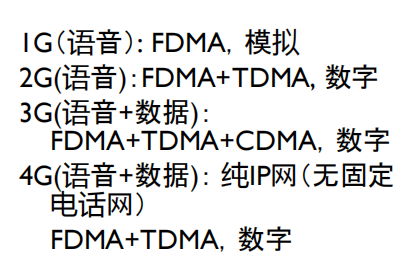 1G（语音）: FDMA，模拟
2G(语音):FDMA+TDMA, 数字
3G(语音+数据):
FDMA+TDMA+CDMA，数字
4G(语音+数据)：纯IP网（无固定
电话网）
FDMA+TDMA，数字